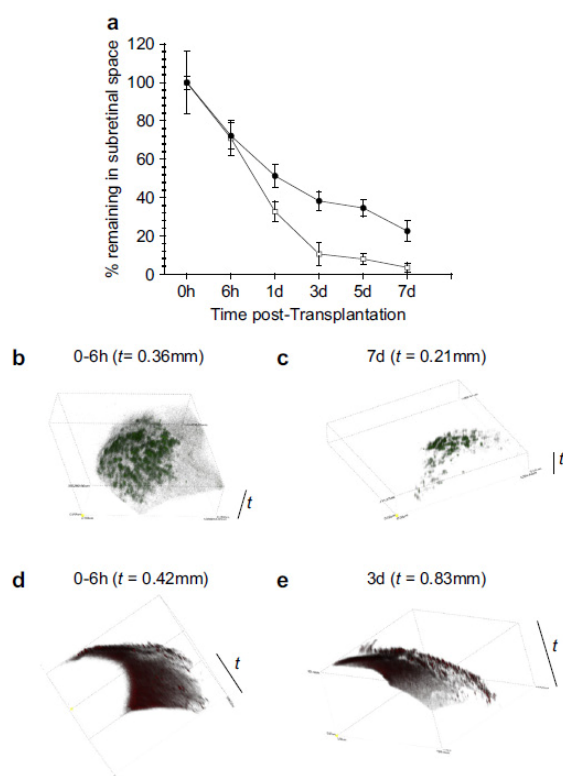 a
120
100
80
60
40
20
0
% remaining in subretinal space
0h 6h 1d 3d 5d 7d
Time post-Transplantation
b 0-6h (t= 0.36mm)
c 7d (t = 0.21mm)
t
t
d 0-6h (t = 0.42mm)
e 3d (t = 0.83mm)
t
t